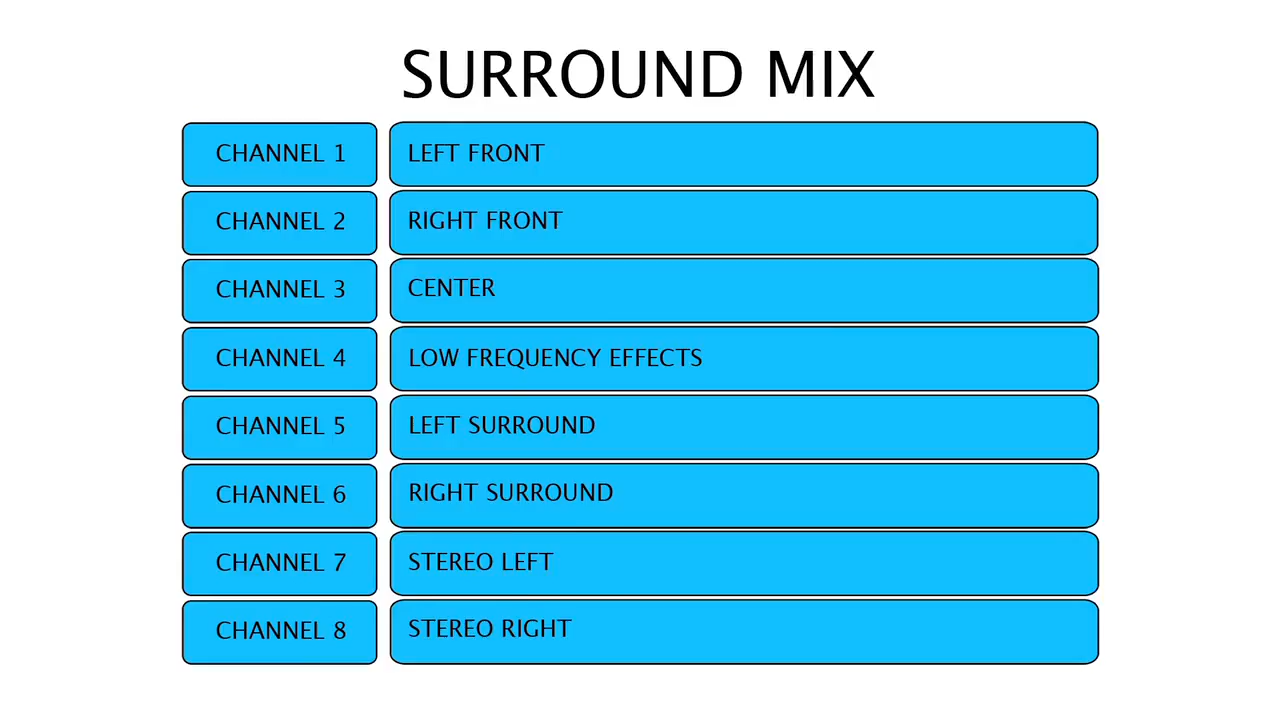 SURROUND MIX
CHANNEL 1 LEFT FRONT
CHANNEL 2 RIGHT FRONT
CHANNEL 3 CENTER
CHANNEL 4 LOW FREQUENCY EFFECTS
CHANNEL 5 LEFT SURROUND
CHANNEL 6 RIGHT SURROUND
CHANNEL 7 STEREO LEFT
CHANNEL 8 STEREO RIGHT